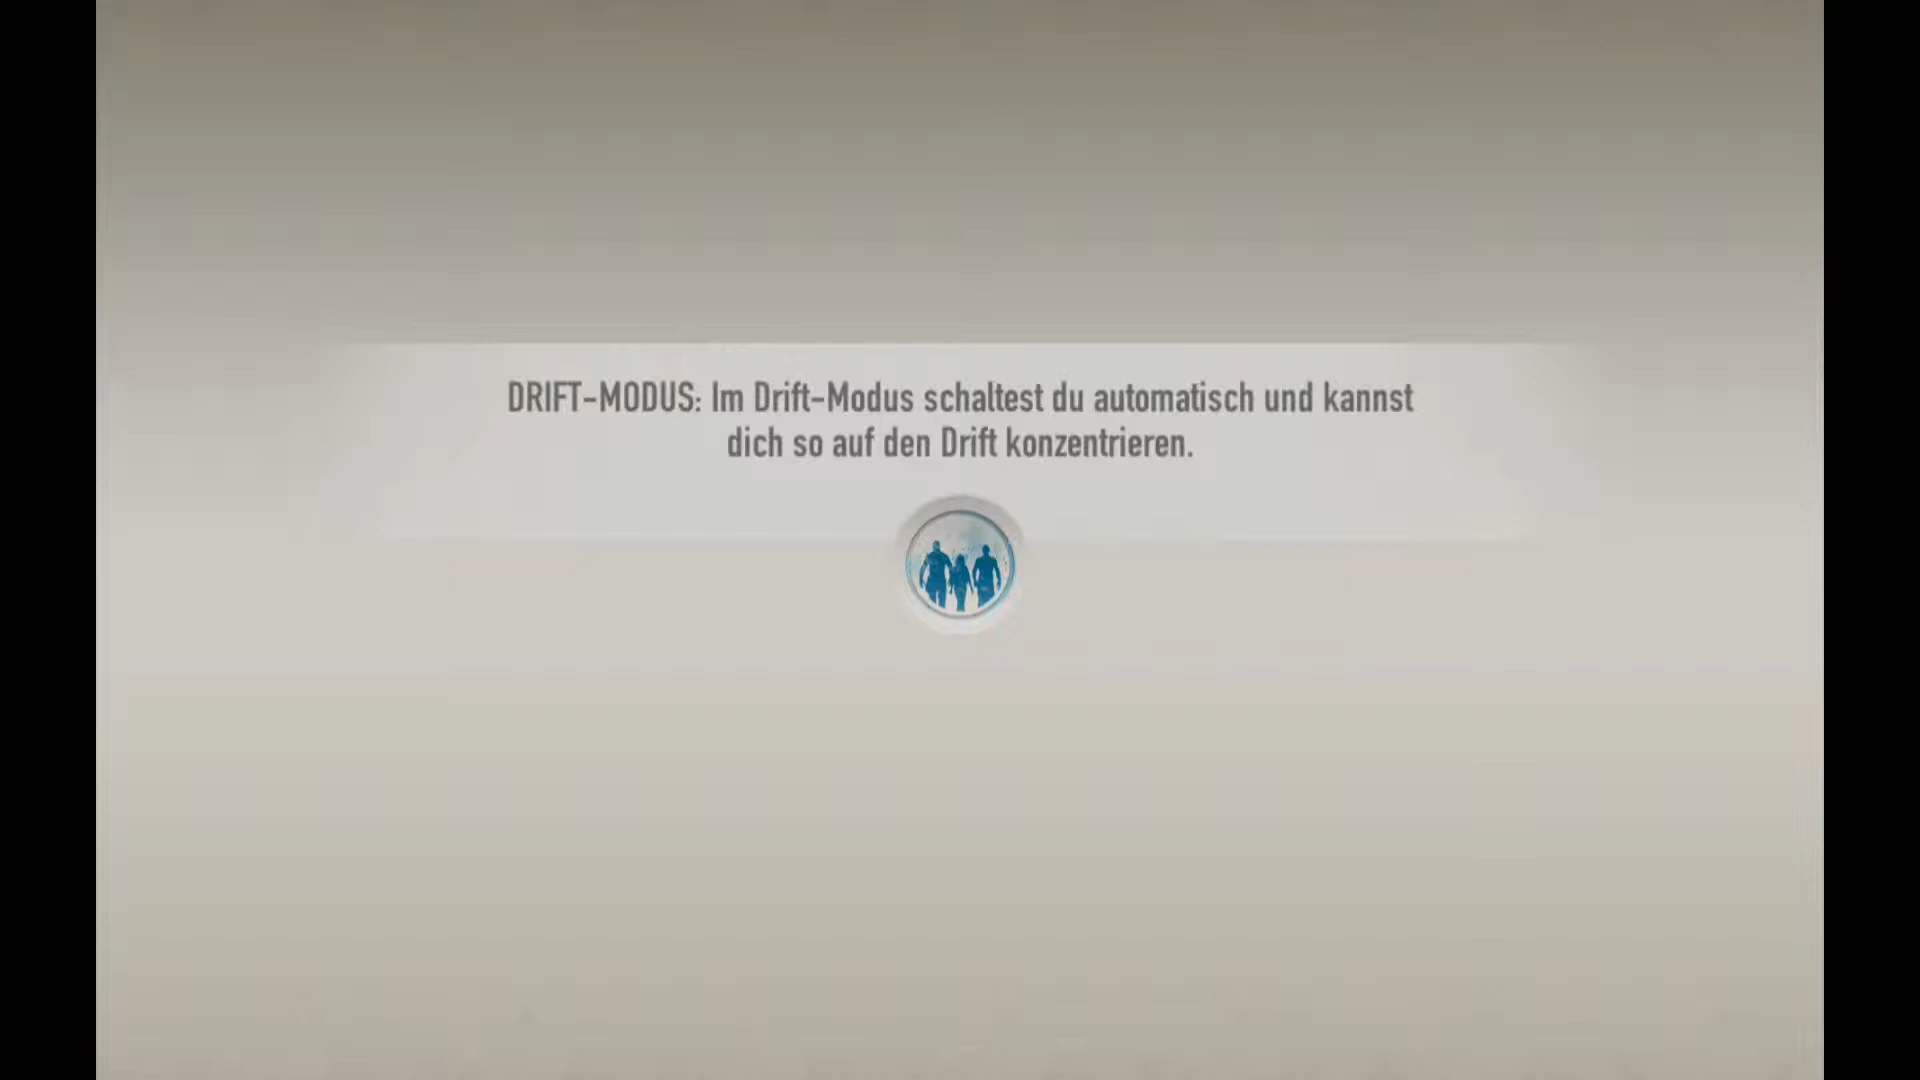 DRIFT-MODUS: Im Drift-Modus schaltest du automatisch und kannst
dich so auf den Drift konzentrieren.